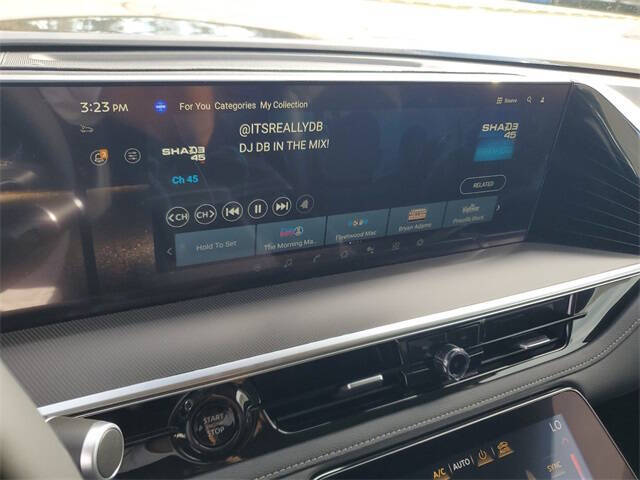 3:23 PM
For You Categories My Collection
Source
@ITSREALLYDB
DJ DB IN THE MIX!
SHADE 45
SHADE 45
Ch 45
RELATED
CH
CH
Hold To Set
The Morning Ma..
Fleetwood Mac
Bryan Adams
START
STOP
A/C
AUTO
LO
SYNC